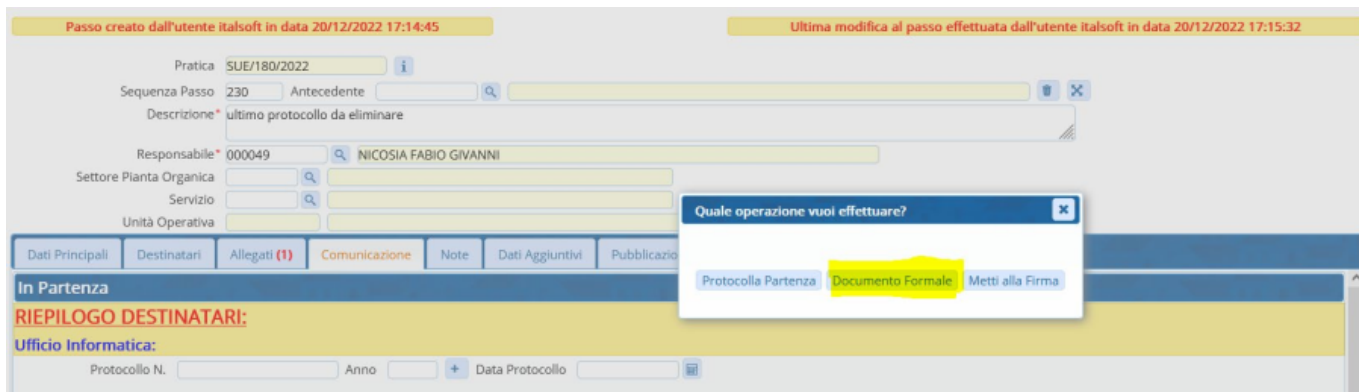 Passo creato dall'utente italsoft in data 20/12/2022 17:14:45
Ultima modifica al passo effettuata dall'utente italsoft in data 20/12/2022 17:15:32
Pratica SUE/180/2022 i
Sequenza Passo 230 Antecedente
Descrizione* ultimo protocollo da eliminare
Responsabile* 000049 NICOSIA FABIO GIVANNI
Settore Pianta Organica
Servizio
Unità Operativa
Quale operazione vuoi effettuare?
Protocolla Partenza Documento Formale Metti alla Firma
Dati Principali Destinatari Allegati (1) Comunicazione Note Dati Aggiuntivi Pubblicazio
In Partenza
RIEPILOGO DESTINATARI:
Ufficio Informatica:
Protocollo N. Anno + Data Protocollo